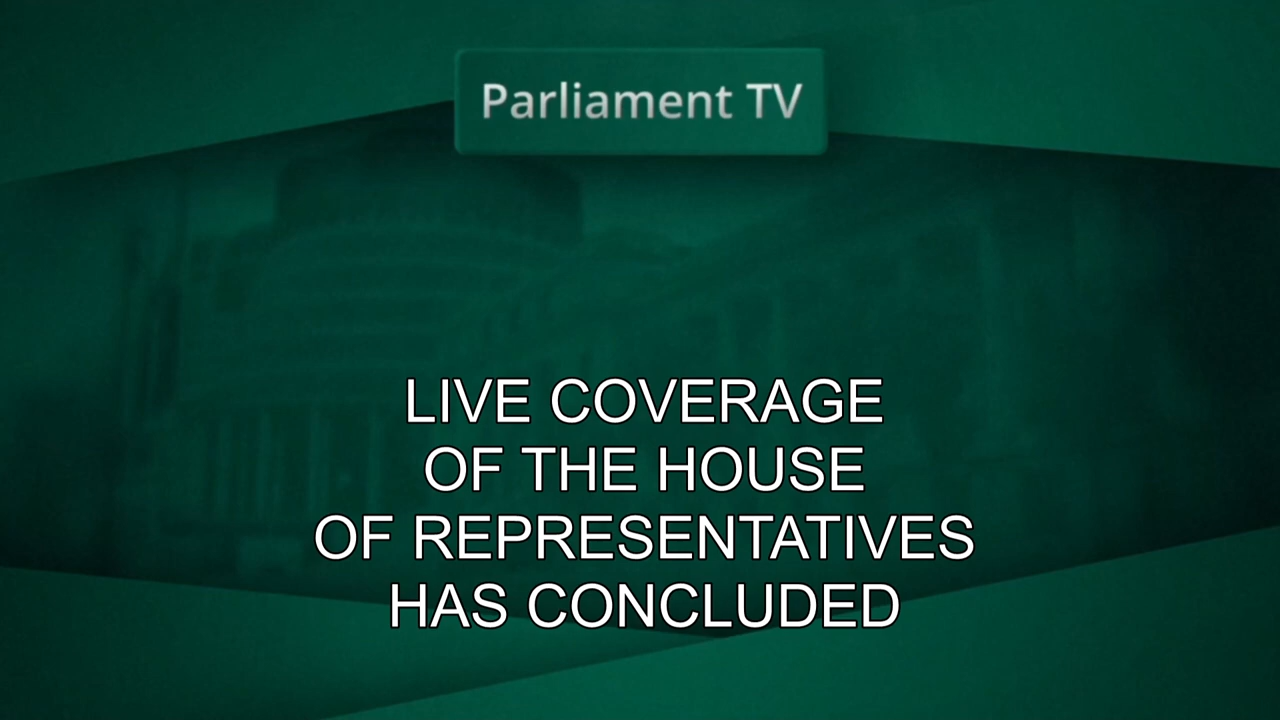 Parliament TV
LIVE COVERAGE
OF THE HOUSE
OF REPRESENTATIVES
HAS CONCLUDED